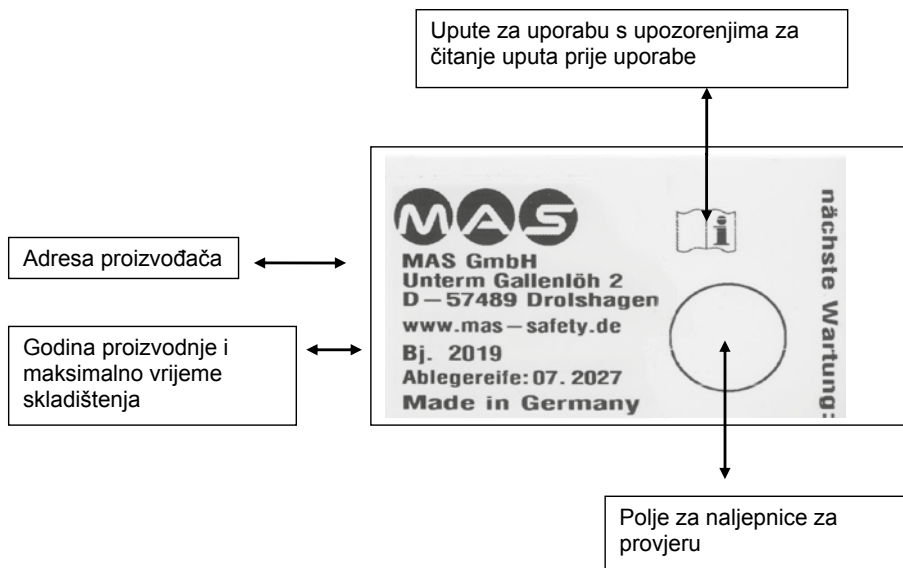 Upute za uporabu s upozorenjima za
čitanje uputa prije uporabe
MAS
MAS GmbH
Unterm Gallenlöh 2
D – 57489 Drolshagen
www.mas – safety.de
Bj. 2019
Ablegereife: 07. 2027
Made in Germany
nächste Wartung:
Adresa proizvođača
Godina proizvodnje i
maksimalno vrijeme
skladištenja
Polje za naljepnice za
provjeru